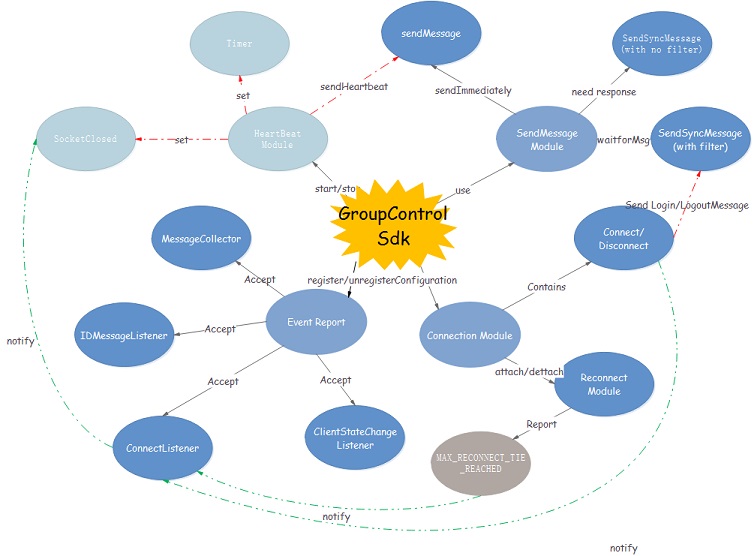 Timer
sendMessage
SendSyncMessage
(with no filter)
sendHeartbeat
set
sendImmediately
need response
SocketClosed
set
HeartBeat
Module
SendMessage
Module
waitforMsg
SendSyncMessage
(with filter)
start/sto
use
GroupControl
Sdk
Send Login/LogoutMessage
MessageCollector
Connect/
Disconnect
register/unregisterConfiguration
Accept
Contains
IDMessageListener
Accept
Event Report
Connection Module
notify
Accept
Accept
attach/dettach
Reconnect
Module
Report
ConnectListener
ClientStateChange
Listener
MAX_RECONNECT_TIE
_REACHED
notify
notify